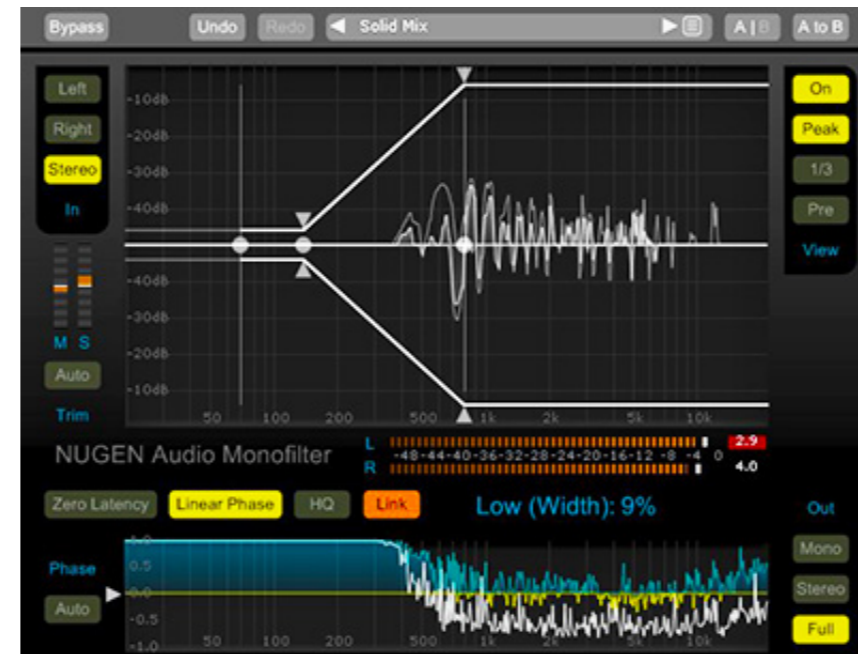 Bypass Undo Redo Solid Mix A|B A to B
Left
Right
Stereo
In
-10dB
-20dB
-30dB
-40dB
-40dB
-30dB
-20dB
-10dB
50 100 200 500 1k 2k 5k 10k
On
Peak
1/3
Pre
View
M S
Auto
Trim
NUGEN Audio Monofilter
L 2.9
-48-44-40-36-32-28-24-20-16-12 -8 -4 0
R 4.0
Zero Latency Linear Phase HQ Link Low (Width): 9% Out
Phase
Auto
1.0
0.5
0.0
-0.5
-1.0
50 100 200 500 1k 2k 5k 10k
Mono
Stereo
Full